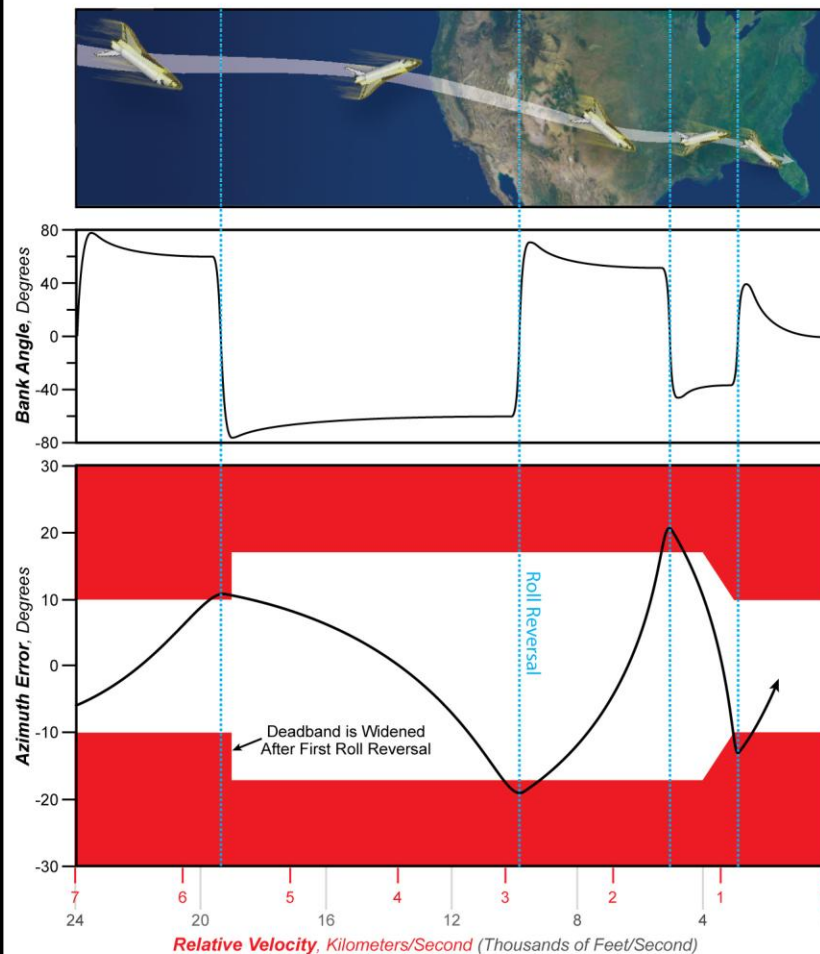 80
40
0
-40
-80
Bank Angle, Degrees
30
20
10
0
-10
-20
-30
Azimuth Error, Degrees
Roll Reversal
Deadband is Widened
After First Roll Reversal
7 6 5 4 3 2 1
24 20 16 12 8 4
Relative Velocity, Kilometers/Second (Thousands of Feet/Second)